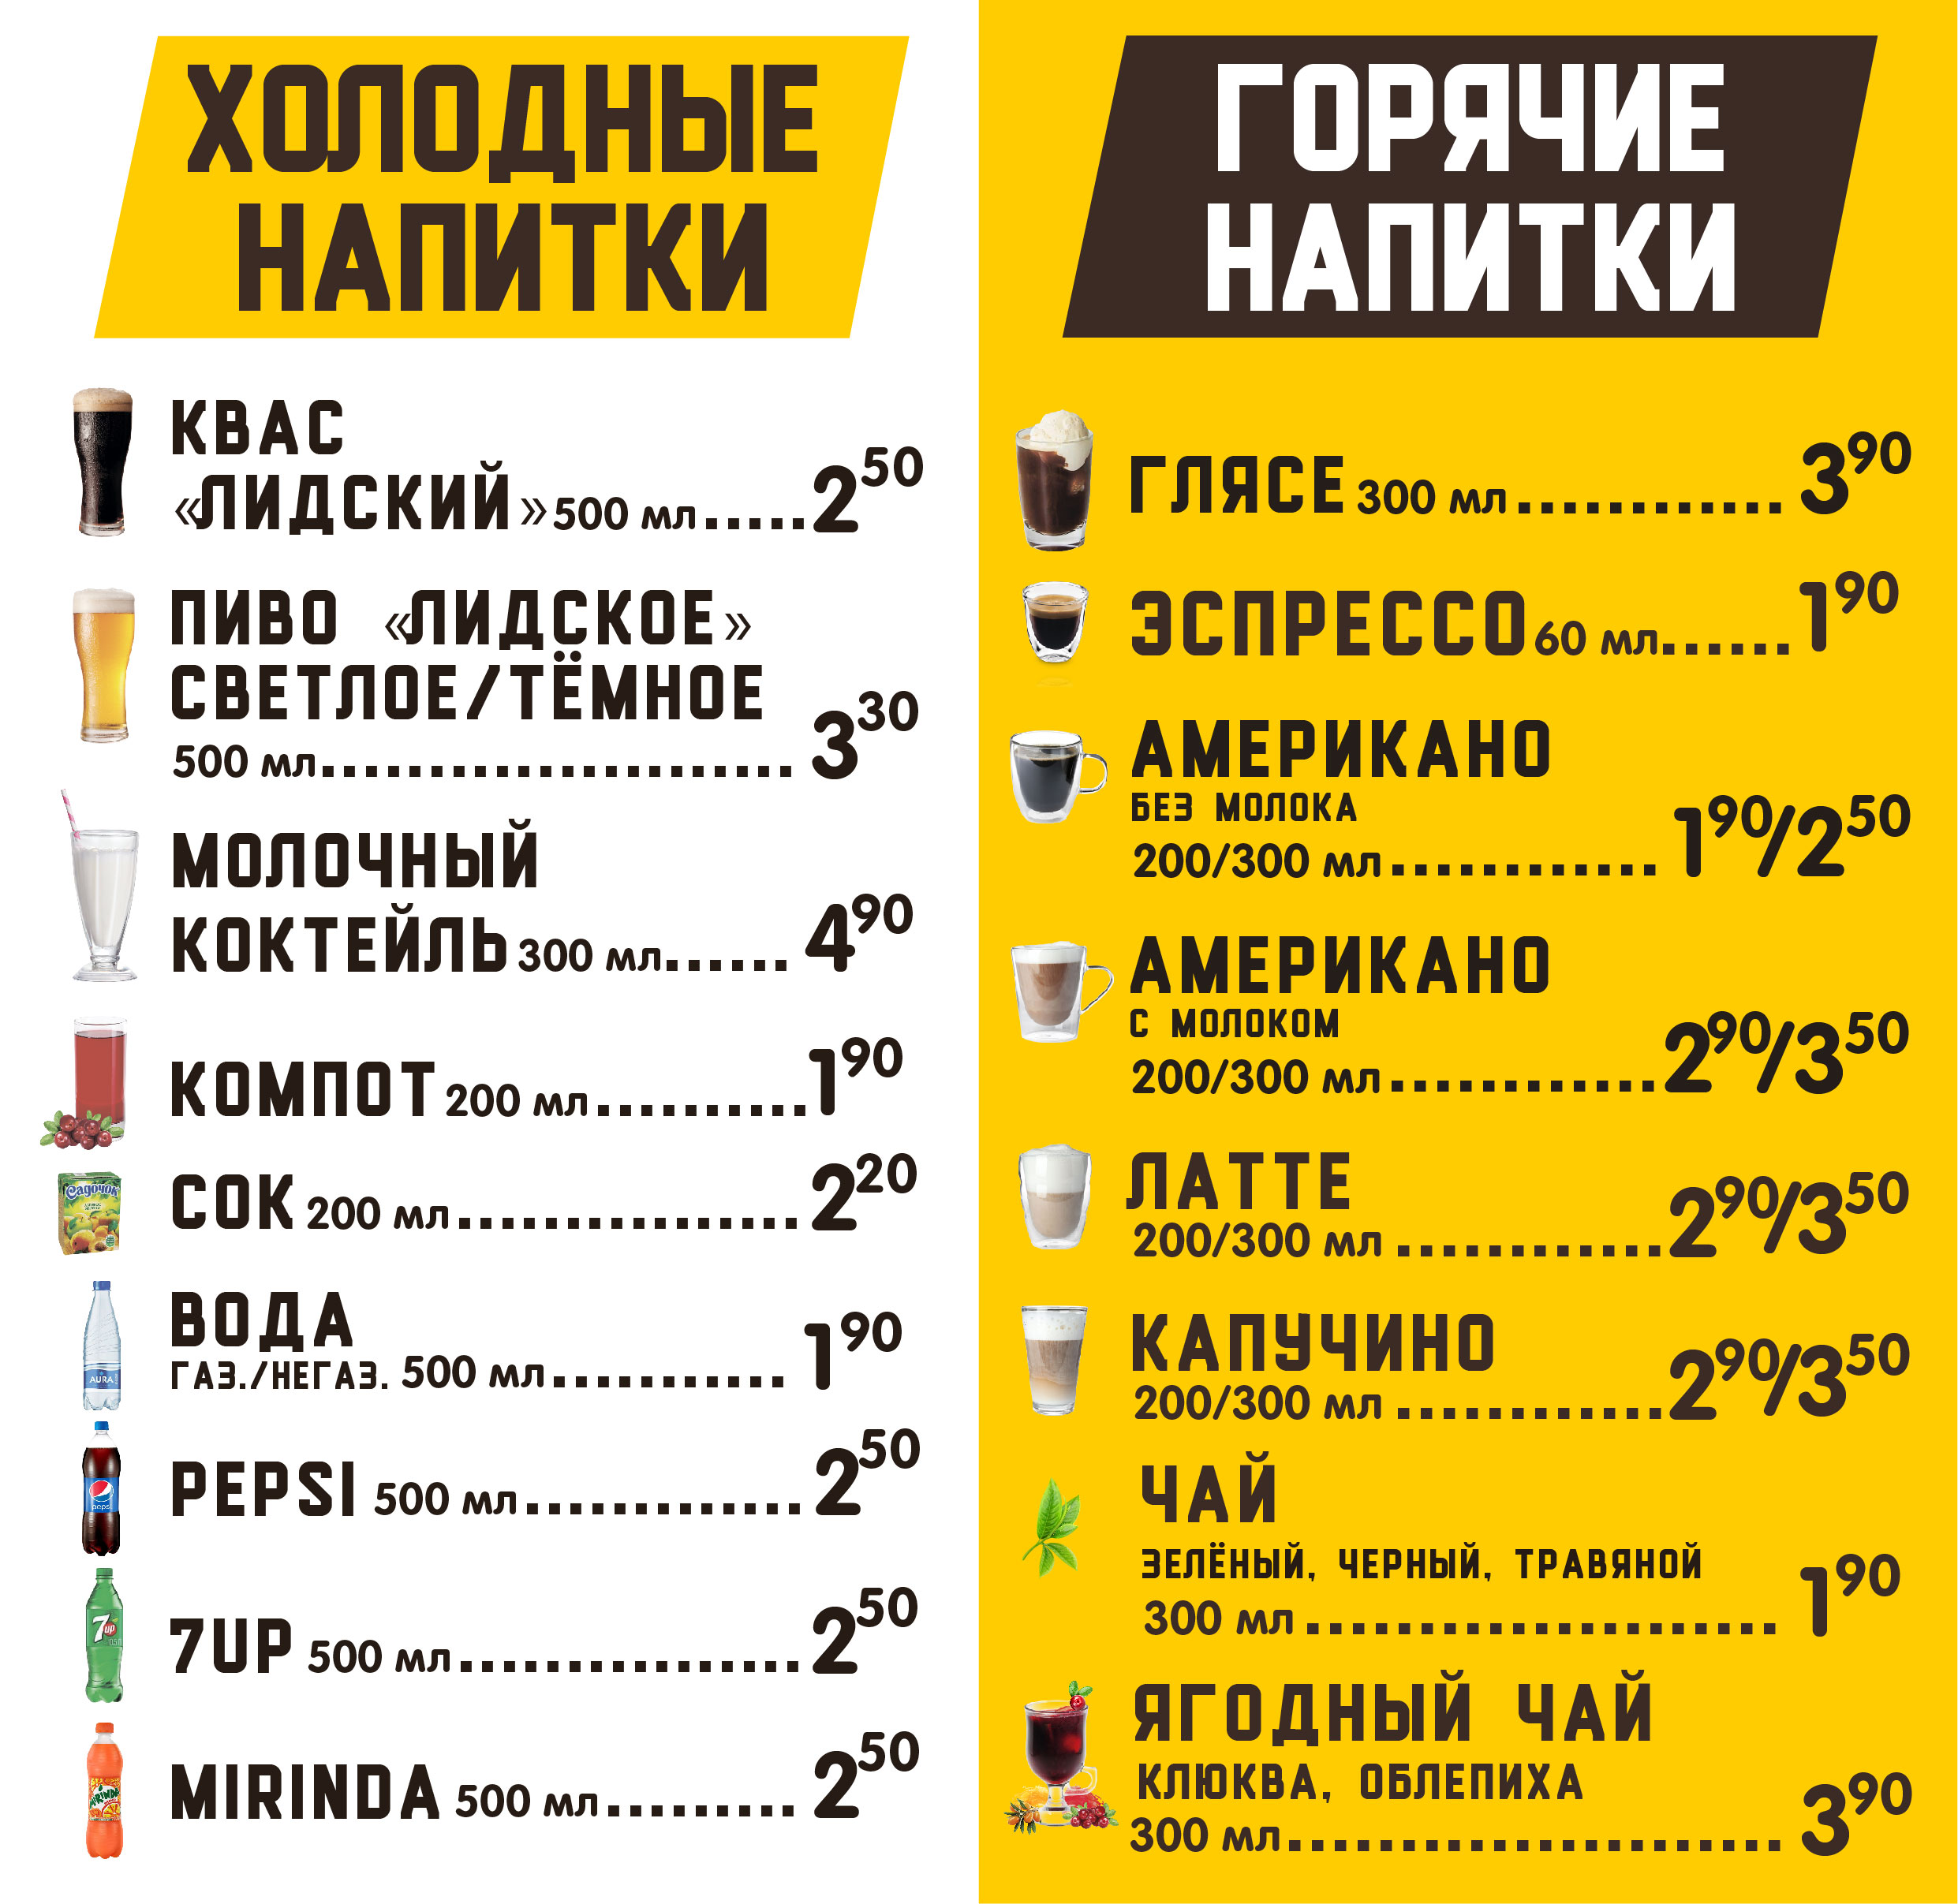 ХОЛОДНЫЕ
НАПИТКИ
КВАС
«ЛИДСКИЙ» 500 мл.....2 50
ПИВО «ЛИДСКОЕ»
СВЕТЛОЕ/ТЁМНОЕ
500 мл......................3 30
МОЛОЧНЫЙ
КОКТЕЙЛЬ 300 мл......4 90
КОМПОТ 200 мл..........1 90
Садочок
СОК 200 мл................2 20
ВОДА
ГАЗ./НЕГАЗ. 500 мл...........1 90
AURA
PEPSI 500 мл.............2 50
pepsi
7UP 500 мл................2 50
7up
MIRINDA 500 мл.........2 50
MIRINDA
ГОРЯЧИЕ
НАПИТКИ
ГЛЯСЕ 300 мл............3 90
ЭСПРЕССО 60 мл......1 90
АМЕРИКАНО
БЕЗ МОЛОКА
200/300 мл............1 90/2 50
АМЕРИКАНО
С МОЛОКОМ
200/300 мл............2 90/3 50
ЛАТТЕ
200/300 мл ............2 90/3 50
КАПУЧИНО
200/300 мл ............2 90/3 50
ЧАЙ
ЗЕЛЁНЫЙ, ЧЕРНЫЙ, ТРАВЯНОЙ
300 мл .....................1 90
ЯГОДНЫЙ ЧАЙ
КЛЮКВА, ОБЛЕПИХА
300 мл......................3 90